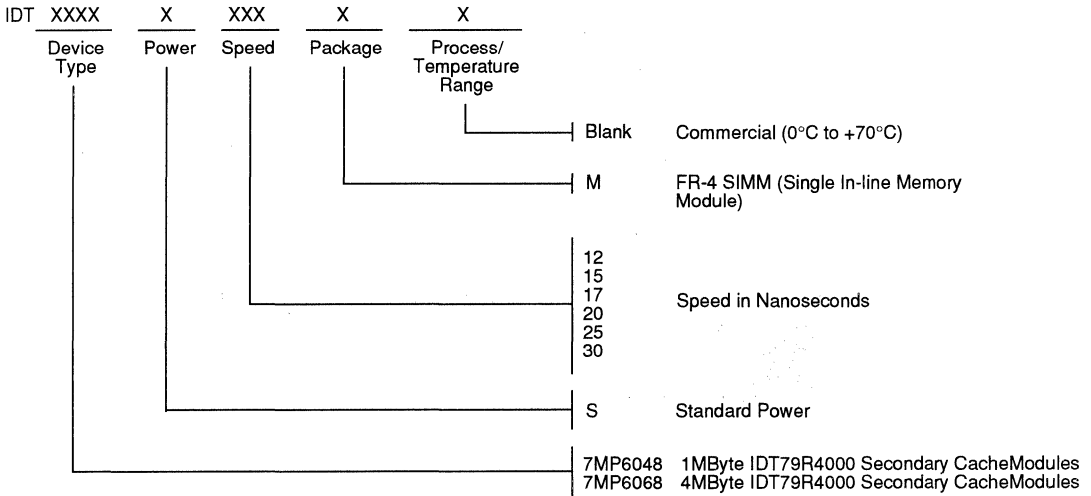 IDT XXXX X XXX X X
Device Type
Power
Speed
Package
Process/
Temperature
Range
Blank Commercial (0°C to +70°C)
M FR-4 SIMM (Single In-line Memory
Module)
12
15
17
20
25
30
Speed in Nanoseconds
S Standard Power
7MP6048 1MByte IDT79R4000 Secondary CacheModules
7MP6068 4MByte IDT79R4000 Secondary CacheModules